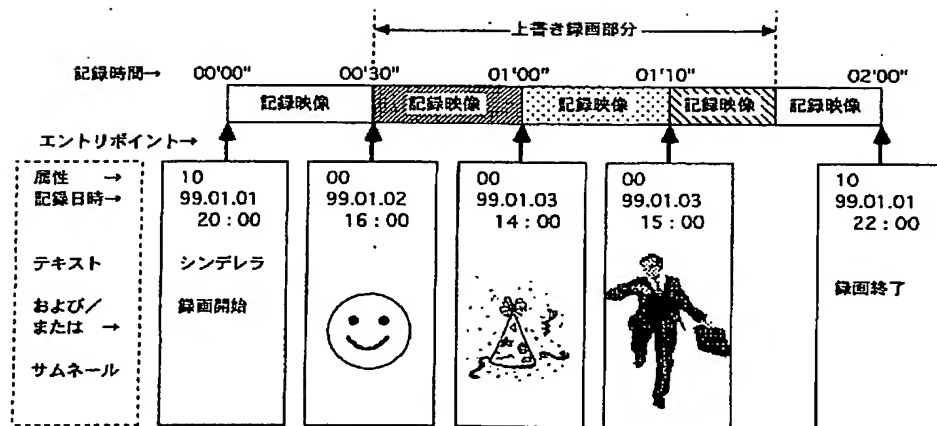 上書き録画部分
記録時間→ 00'00" 00'30" 01'00" 01'10" 02'00"
記録映像 記録映像 記録映像 記録映像 記録映像
エントリポイント→
属性 →
記録日時→
テキスト
および/
または →
サムネール
10
99.01.01
20:00
シンデレラ
録画開始
00
99.01.02
16:00
00
99.01.03
14:00
00
99.01.03
15:00
10
99.01.01
22:00
録画終了